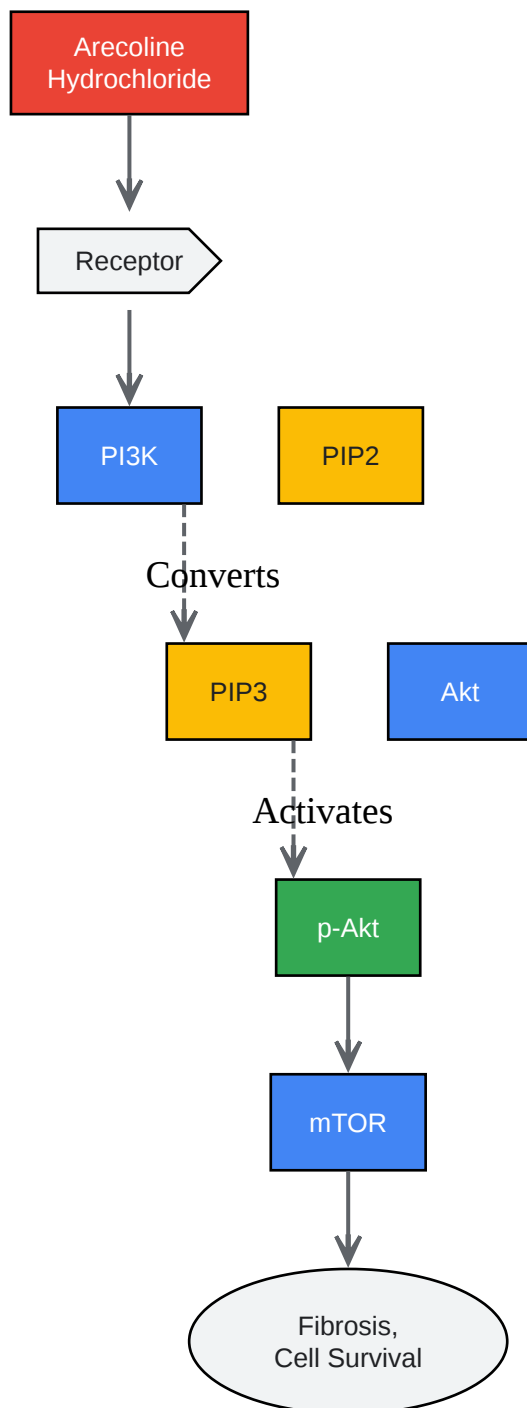 Arecoline
Hydrochloride
Receptor
PI3K
PIP2
Converts
PIP3
Akt
Activates
p-Akt
mTOR
Fibrosis,
Cell Survival